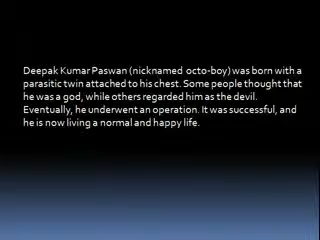 Deepak Kumar Paswan (nicknamed octo-boy) was born with a
parasitic twin attached to his chest. Some people thought that
he was a god, while others regarded him as the devil.
Eventually, he underwent an operation. It was successful, and
he is now living a normal and happy life.